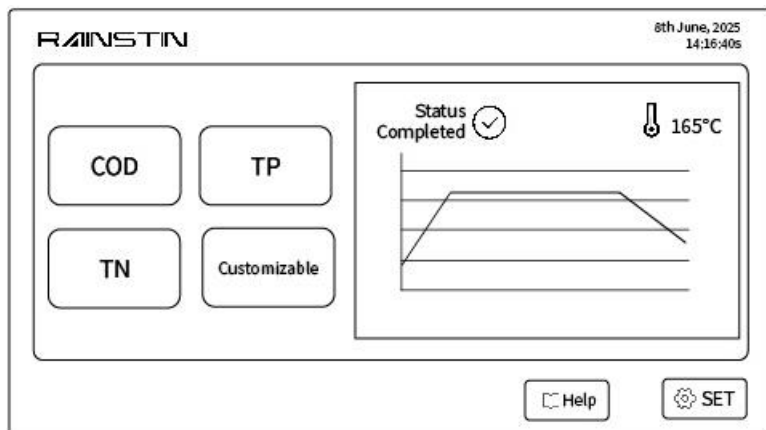 RAINSTIN
8th June, 2025
14:16:40s
COD
TP
TN
Customizable
Status
Completed
165°C
Help
SET